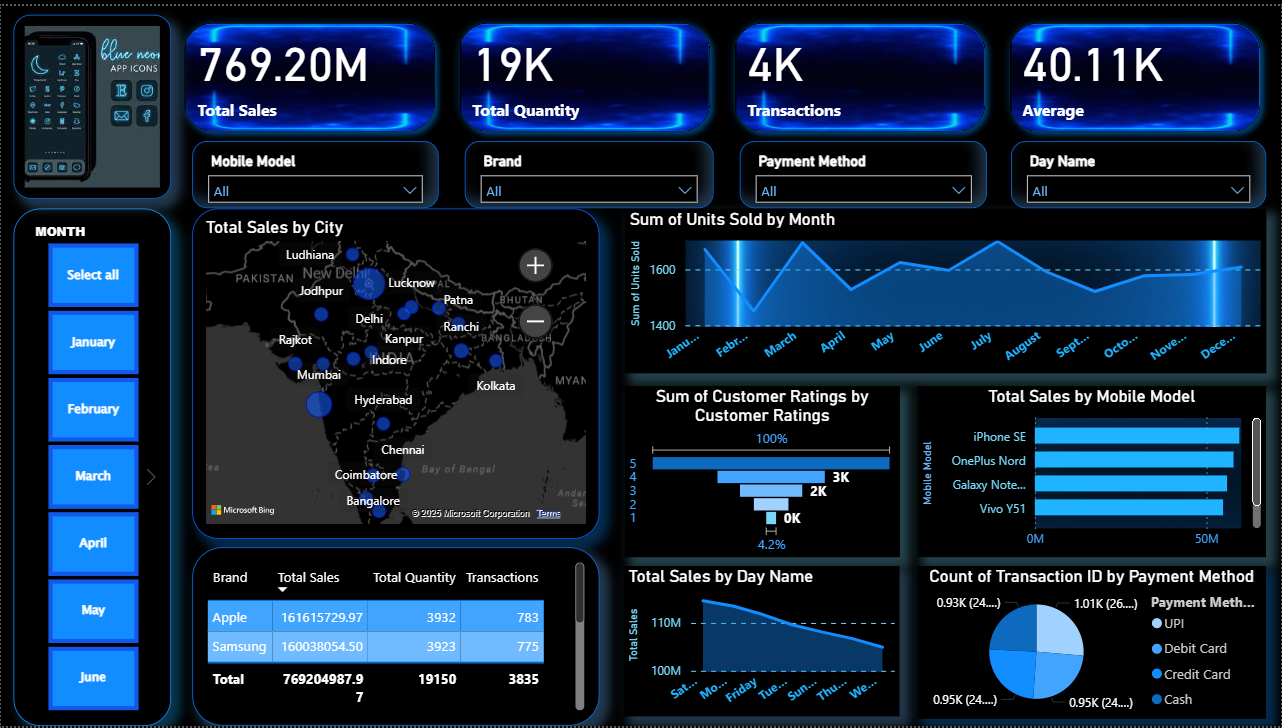 blue neon
APP ICONS
769.20M
Total Sales
19K
Total Quantity
4K
Transactions
40.11K
Average
Mobile Model
All
Brand
All
Payment Method
All
Day Name
All
MONTH
Select all
January
February
March
April
May
June
Total Sales by City
Ludhiana
PAKISTAN
New Delhi
Jodhpur
Lucknow
Patna
BHUTAN
Delhi
Ranchi
Rajkot
Kanpur
BANGLADESH
Indore
INDIA
Mumbai
MYAN
Kolkata
Hyderabad
Chennai
Coimbatore
Bay of Bengal
Bangalore
Microsoft Bing
© 2025 Microsoft Corporation Terms
Brand Total Sales Total Quantity Transactions
Apple 161615729.97 3932 783
Samsung 160038054.50 3923 775
Total 769204987.9 19150 3835
7
Sum of Units Sold by Month
Sum of Units Sold
1600
1400
Janu...
Febr...
March
April
May
June
July
August
Sept...
Octo...
Nove...
Dece...
Sum of Customer Ratings by
Customer Ratings
100%
5
4 3K
3 2K
2
1 0K
4.2%
Total Sales by Mobile Model
Mobile Model
iPhone SE
OnePlus Nord
Galaxy Note...
Vivo Y51
0M 50M
Total Sales by Day Name
Total Sales
110M
100M
Sat...
Mo...
Friday
Tue...
Sun...
Thu...
We...
Count of Transaction ID by Payment Method
0.93K (24....)
1.01K (26....)
0.95K (24....)
0.95K (24....)
Payment Meth...
UPI
Debit Card
Credit Card
Cash